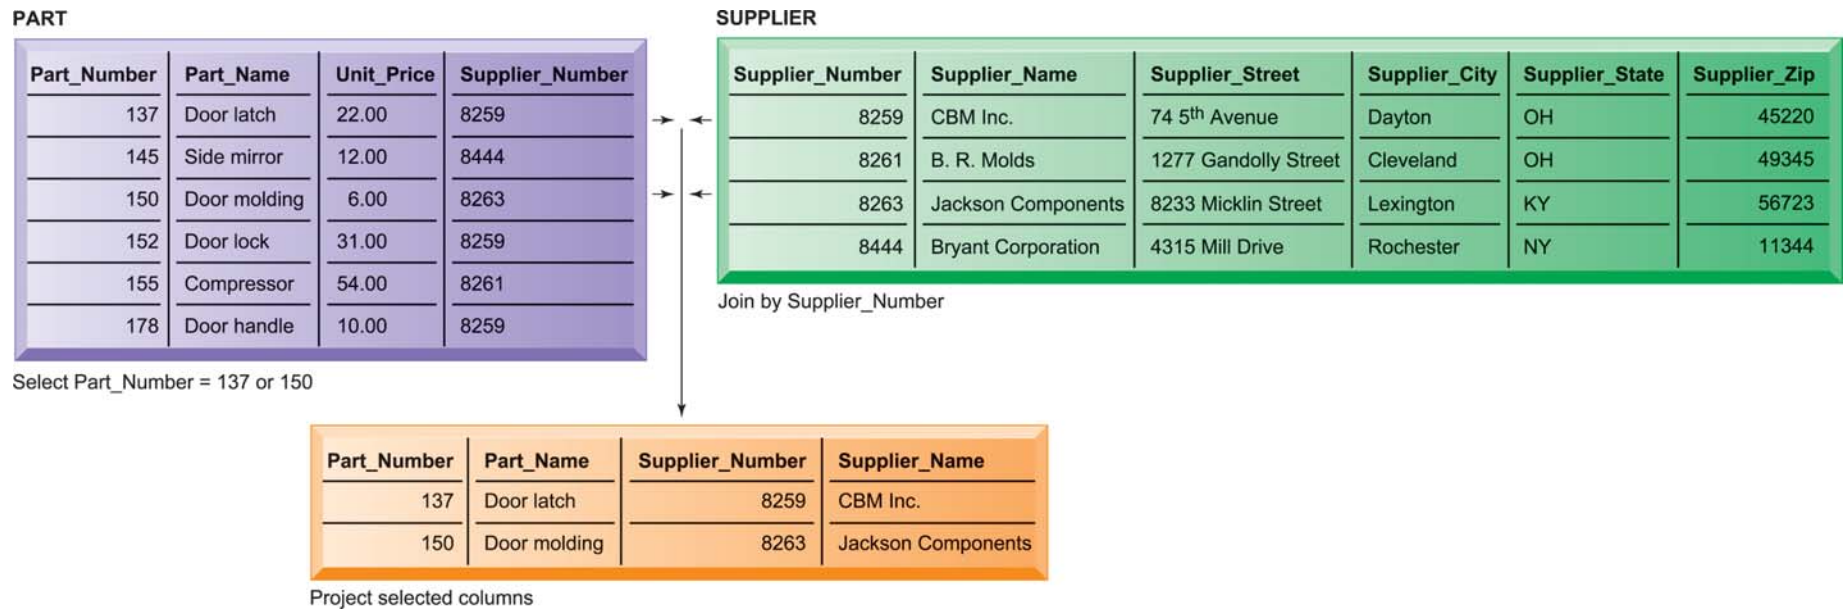 PART
Part_Number Part_Name Unit_Price Supplier_Number
137 Door latch 22.00 8259
145 Side mirror 12.00 8444
150 Door molding 6.00 8263
152 Door lock 31.00 8259
155 Compressor 54.00 8261
178 Door handle 10.00 8259
Select Part_Number = 137 or 150
SUPPLIER
Supplier_Number Supplier_Name Supplier_Street Supplier_City Supplier_State Supplier_Zip
8259 CBM Inc. 74 5th Avenue Dayton OH 45220
8261 B. R. Molds 1277 Gandolly Street Cleveland OH 49345
8263 Jackson Components 8233 Micklin Street Lexington KY 56723
8444 Bryant Corporation 4315 Mill Drive Rochester NY 11344
Join by Supplier_Number
Part_Number Part_Name Supplier_Number Supplier_Name
137 Door latch 8259 CBM Inc.
150 Door molding 8263 Jackson Components
Project selected columns